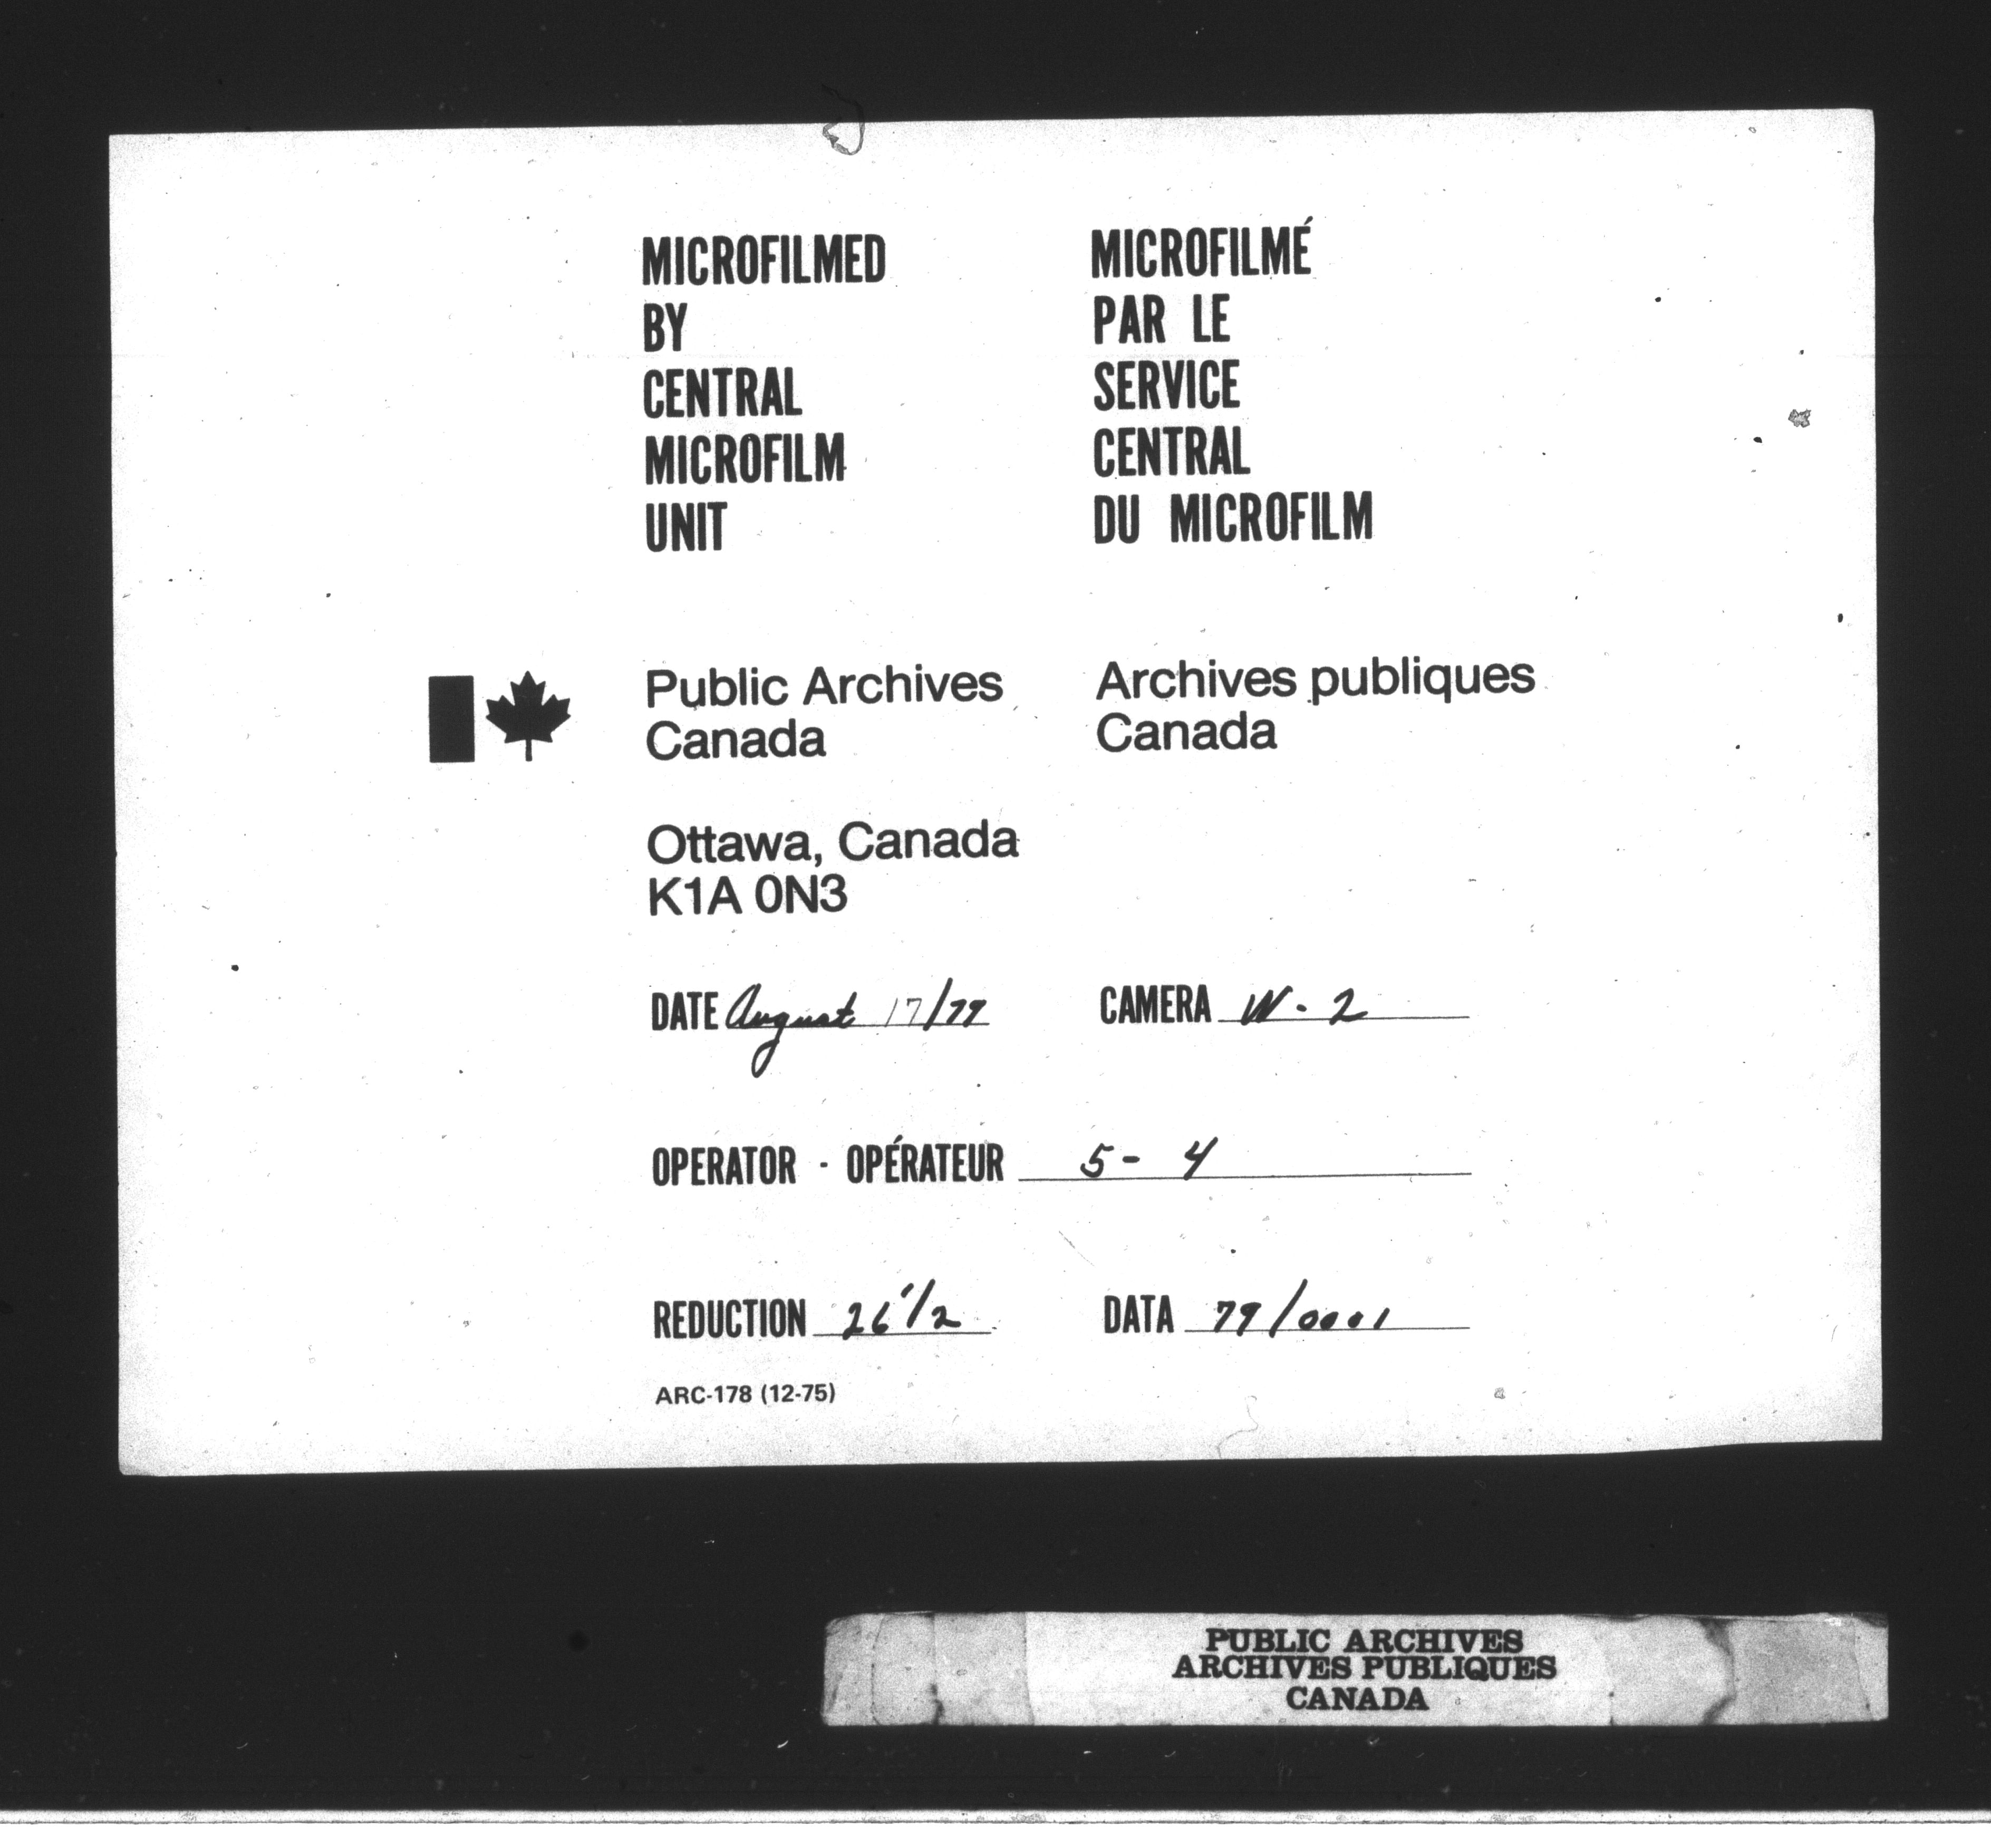 MICROFILMED
BY
CENTRAL
MICROFILM
UNIT
MICROFILMÉ
PAR LE
SERVICE
CENTRAL
DU MICROFILM
Public Archives
Canada
Archives publiques
Canada
Ottawa, Canada
K1A 0N3
DATE August 17/79
CAMERA W-2
OPERATOR - OPÉRATEUR 5-4
REDUCTION 26 1/2
DATA 79/0001
ARC-178 (12-75)
PUBLIC ARCHIVES
ARCHIVES PUBLIQUES
CANADA